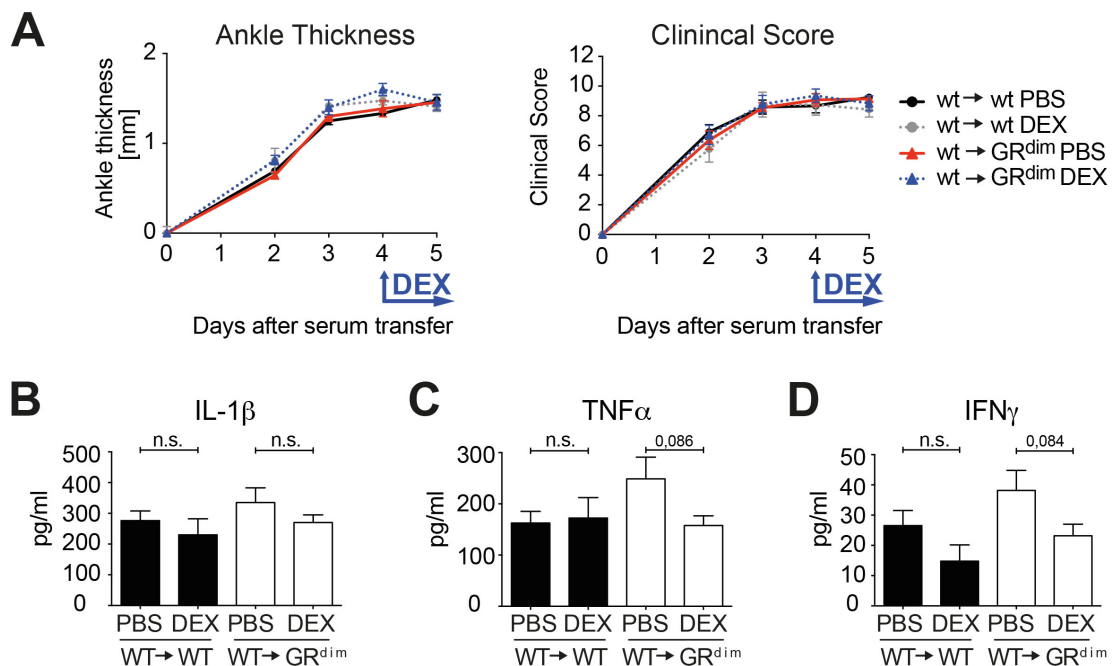 A
Ankle Thickness
Clinincal Score
Ankle thickness
[mm]
2
1
0
0 1 2 3 4 5
DEX
Days after serum transfer
Clinical Score
12
10
8
6
4
2
0
0 1 2 3 4 5
DEX
Days after serum transfer
wt → wt PBS
wt → wt DEX
wt → GRdim PBS
wt → GRdim DEX
B
IL-1β
n.s. n.s.
pg/ml
500
400
300
200
100
0
PBS DEX PBS DEX
WT → WT WT → GRdim
C
TNFα
n.s. 0,086
pg/ml
300
200
100
0
PBS DEX PBS DEX
WT → WT WT → GRdim
D
IFNγ
n.s. 0,084
pg/ml
50
40
30
20
10
0
PBS DEX PBS DEX
WT → WT WT → GRdim